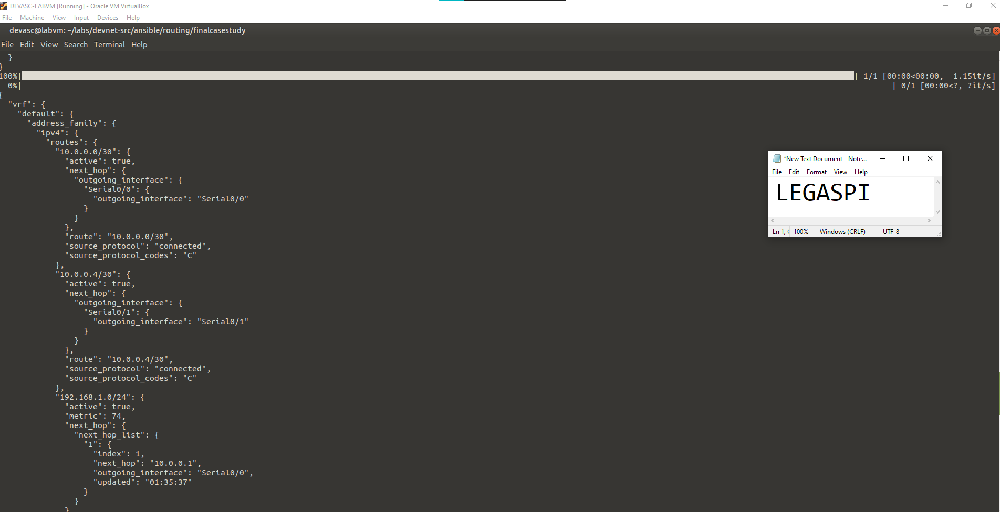 DEVASC-LABVM [Running] - Oracle VM VirtualBox
File Machine View Input Devices Help
devasc@labvm: ~/labs/devnet-src/ansible/routing/finalcasestudy
File Edit View Search Terminal Help
  }
}
100%| | 1/1 [00:00<00:00,  1.15it/s]
  0%| | 0/1 [00:00<?, ?it/s]
{
  "vrf": {
    "default": {
      "address_family": {
        "ipv4": {
          "routes": {
            "10.0.0.0/30": {
              "active": true,
              "next_hop": {
                "outgoing_interface": {
                  "Serial0/0": {
                    "outgoing_interface": "Serial0/0"
                  }
                }
              },
              "route": "10.0.0.0/30",
              "source_protocol": "connected",
              "source_protocol_codes": "C"
            },
            "10.0.0.4/30": {
              "active": true,
              "next_hop": {
                "outgoing_interface": {
                  "Serial0/1": {
                    "outgoing_interface": "Serial0/1"
                  }
                }
              },
              "route": "10.0.0.4/30",
              "source_protocol": "connected",
              "source_protocol_codes": "C"
            },
            "192.168.1.0/24": {
              "active": true,
              "metric": 74,
              "next_hop": {
                "next_hop_list": {
                  "1": {
                    "index": 1,
                    "next_hop": "10.0.0.1",
                    "outgoing_interface": "Serial0/0",
                    "updated": "01:35:37"
                  }
                }
              }
*New Text Document - Note...
File Edit Format View Help
LEGASPI
Ln 1, C 100% Windows (CRLF) UTF-8